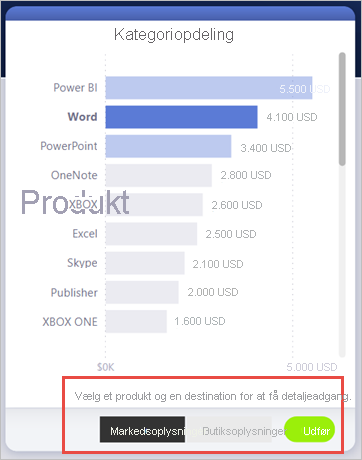 Kategoriopdeling
Power BI 5.500 USD
Word 4.100 USD
PowerPoint 3.400 USD
OneNote 2.800 USD
Produkt
XBOX 2.600 USD
Excel 2.500 USD
Skype 2.100 USD
Publisher 2.000 USD
XBOX ONE 1.600 USD
$0K 5.000 USD
Vælg et produkt og en destination for at få detaljeadgang.
Markedsoplysni Butiksoplysninger Udfør